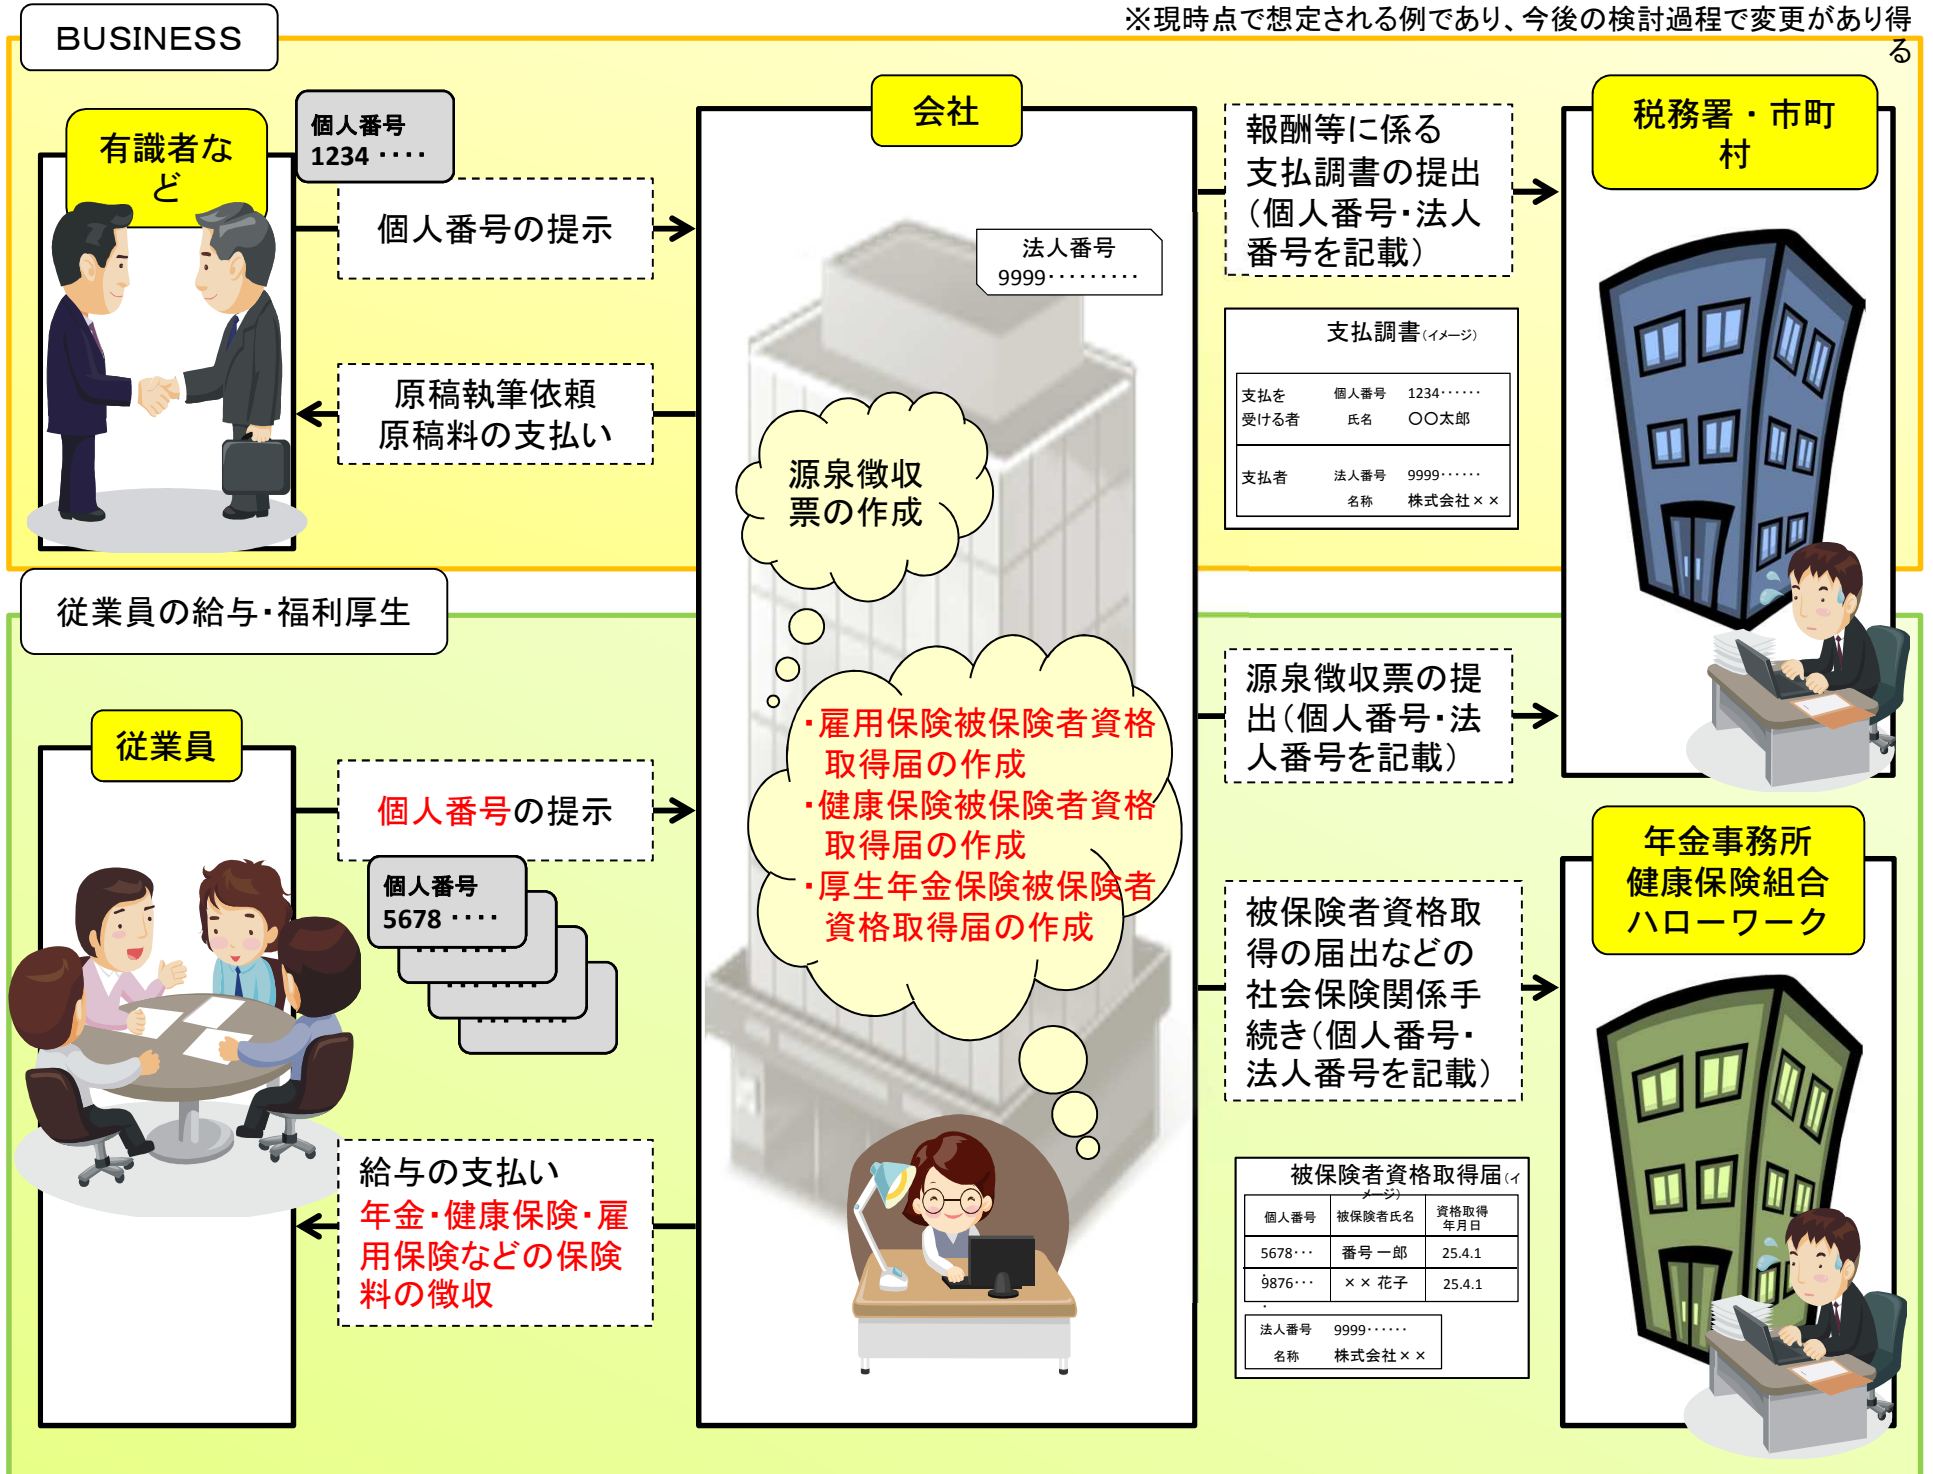 ※現時点で想定される例であり、今後の検討過程で変更があり得
る
BUSINESS
有識者な
ど
個人番号
1234 ････
個人番号の提示
原稿執筆依頼
原稿料の支払い
会社
法人番号
9999･････････
源泉徴収
票の作成
報酬等に係る
支払調書の提出
（個人番号・法人
番号を記載）
支払調書（イメージ）
支払を
受ける者
個人番号 1234･･････
氏名 〇〇太郎
支払者
法人番号 9999･･････
名称 株式会社××
税務署・市町
村
従業員の給与・福利厚生
従業員
個人番号の提示
個人番号
5678 ････
給与の支払い
年金・健康保険・雇
用保険などの保険
料の徴収
・雇用保険被保険者資格
取得届の作成
・健康保険被保険者資格
取得届の作成
・厚生年金保険被保険者
資格取得届の作成
源泉徴収票の提
出（個人番号・法
人番号を記載）
被保険者資格取
得の届出などの
社会保険関係手
続き（個人番号・
法人番号を記載）
被保険者資格取得届（イ
メージ）
個人番号 被保険者氏名 資格取得
年月日
5678･･･ 番号 一郎 25.4.1
･
9876･･･ ×× 花子 25.4.1
･
法人番号 9999･･････
名称 株式会社××
年金事務所
健康保険組合
ハローワーク